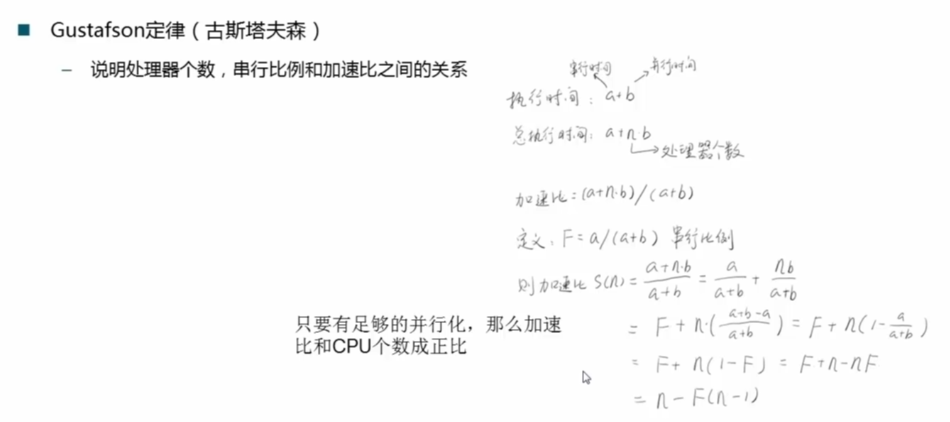 Gustafson定律（古斯塔夫森）
– 说明处理器个数，串行比例和加速比之间的关系
串行时间 并行时间
执行时间：a+b
总执行时间：a+nb
处理器个数
加速比=(a+n·b)/(a+b)
定义：F=a/(a+b) 串行比例
则加速比 S(n)=\frac{a+n·b}{a+b}=\frac{a}{a+b}+\frac{nb}{a+b}
=F+n·(\frac{a+b-a}{a+b})=F+n(1-\frac{a}{a+b})
=F+n(1-F)=F+n-nF
=n-F(n-1)
只要有足够的并行化，那么加速
比和CPU个数成正比